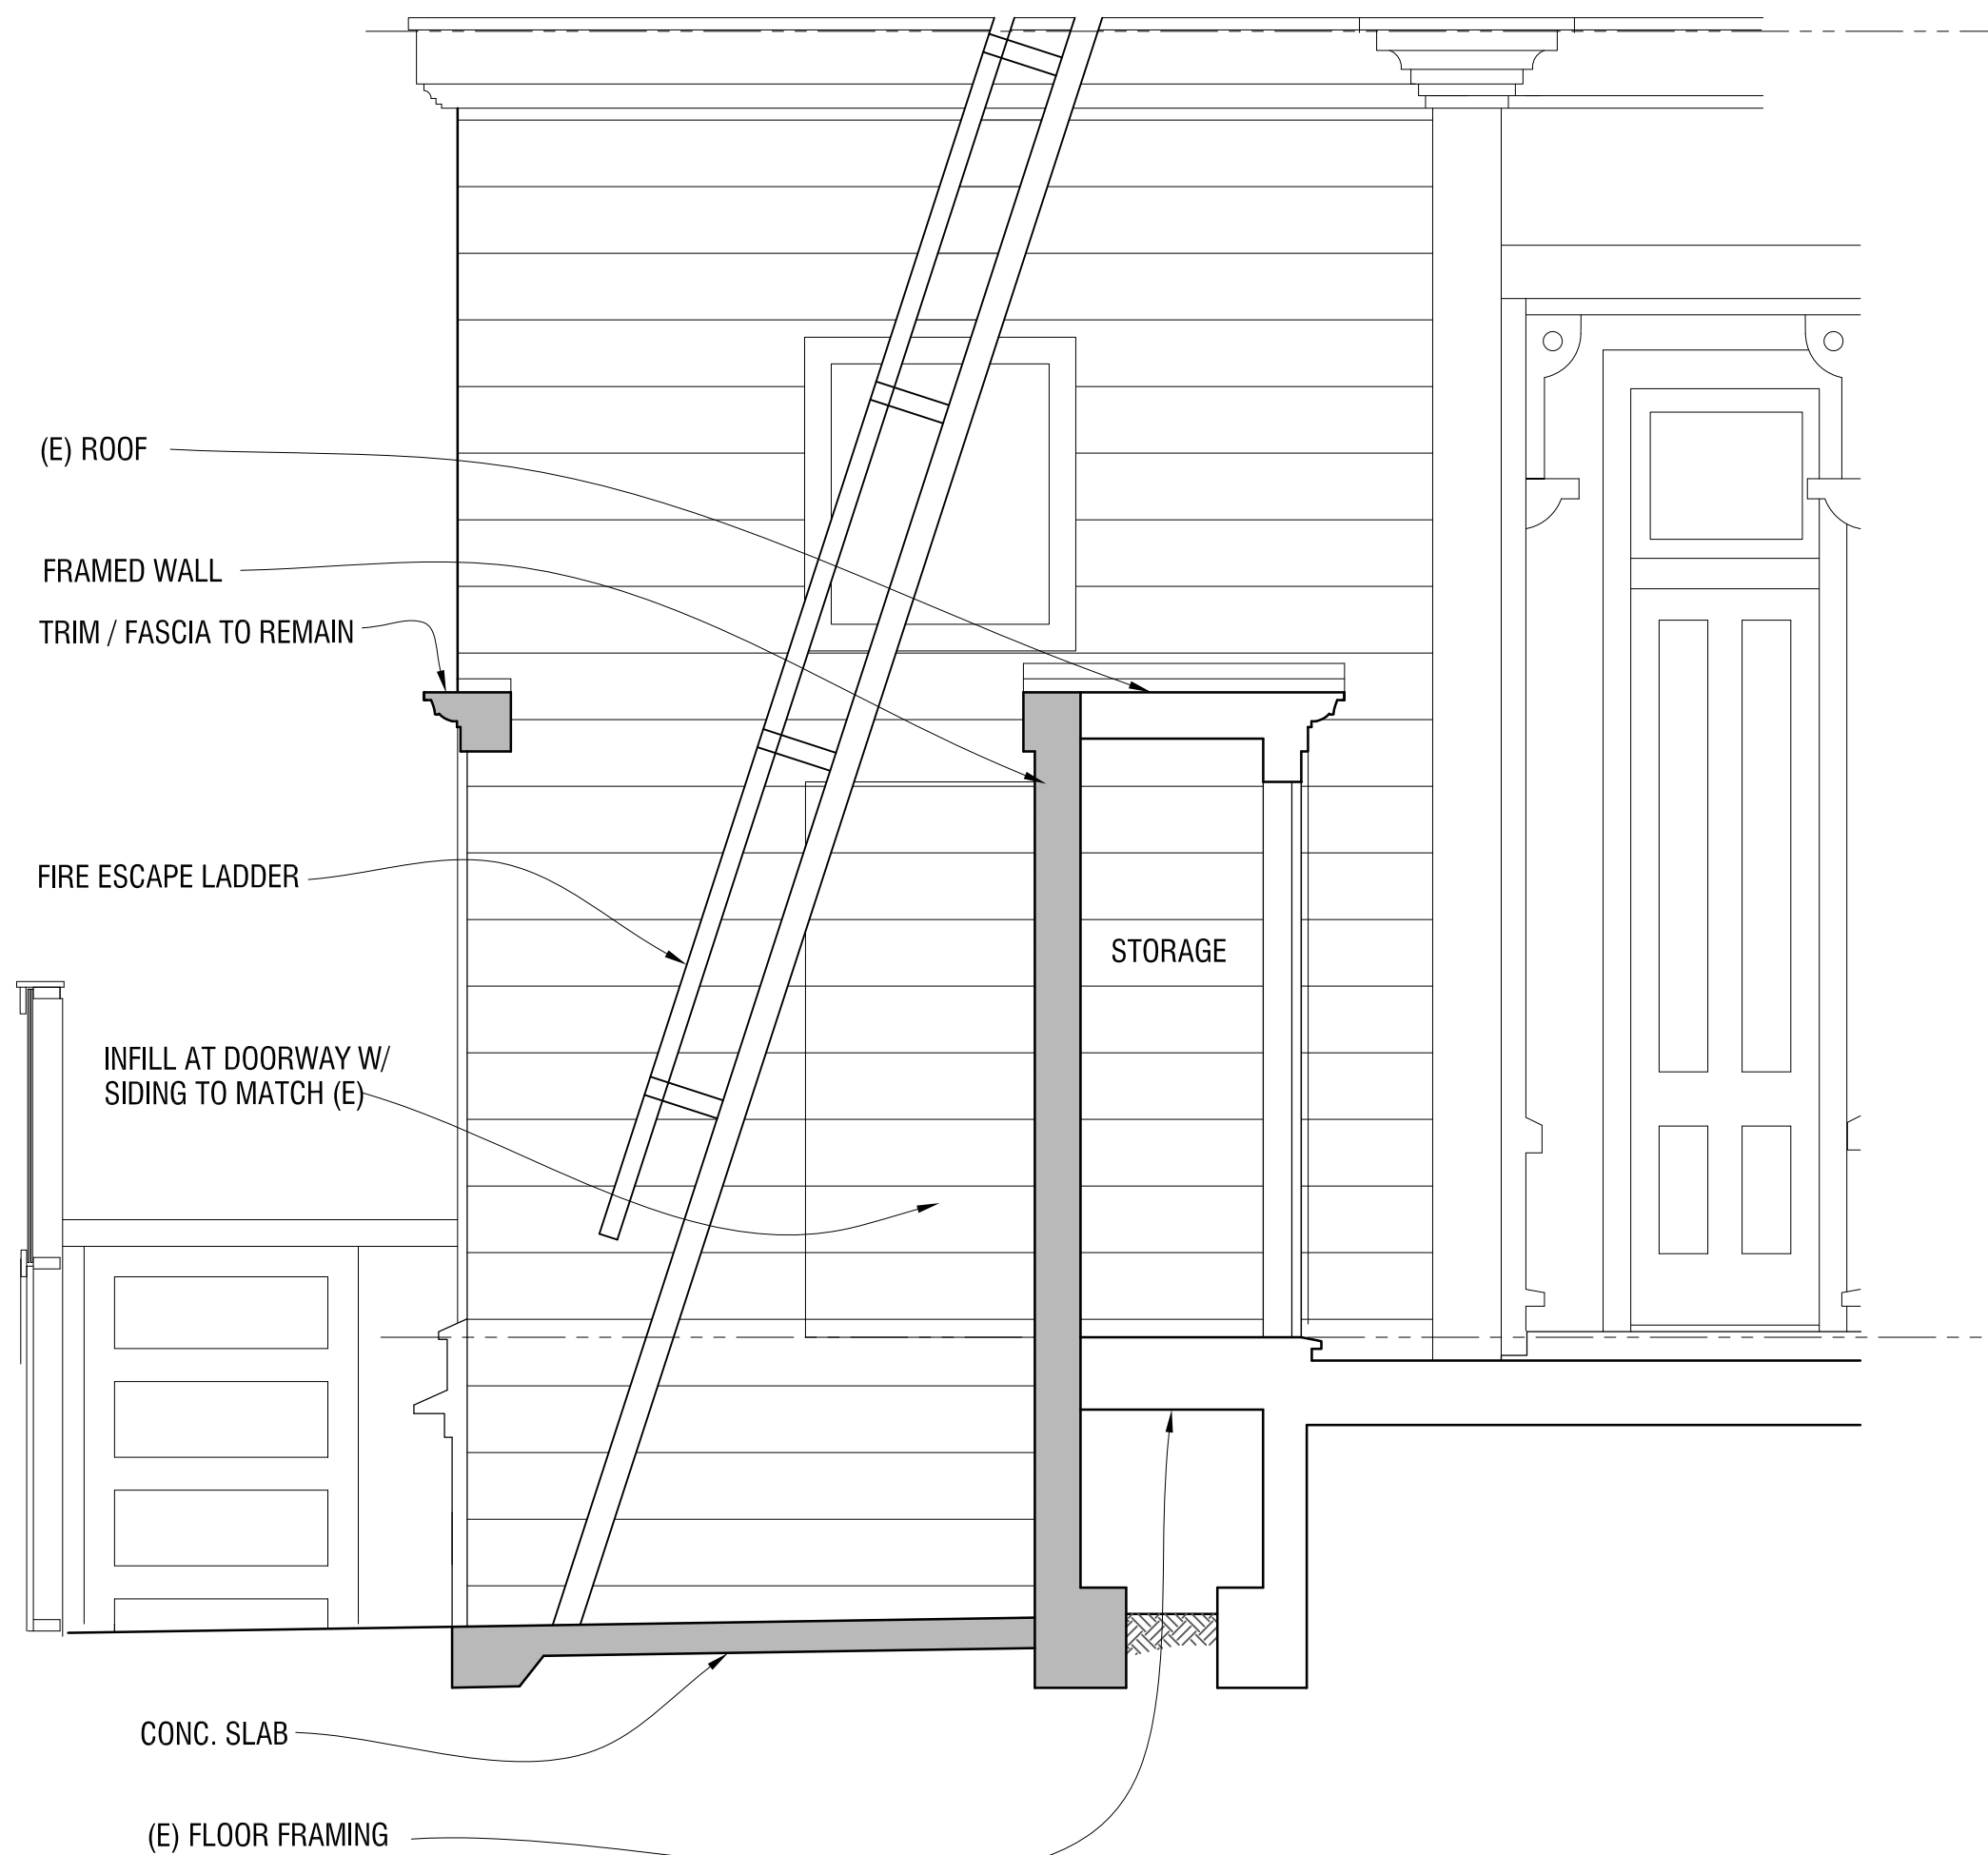 (E) ROOF
FRAMED WALL
TRIM / FASCIA TO REMAIN
FIRE ESCAPE LADDER
STORAGE
INFILL AT DOORWAY W/
SIDING TO MATCH (E)
CONC. SLAB
(E) FLOOR FRAMING